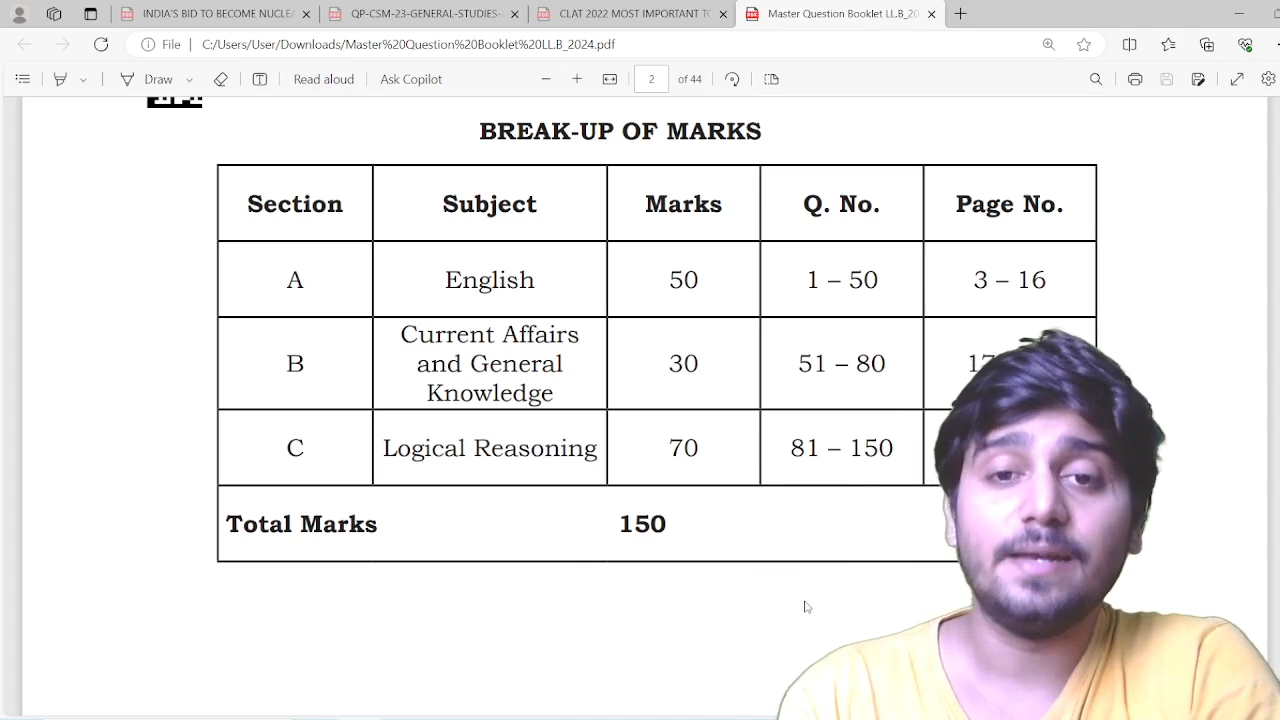 INDIA'S BID TO BECOME NUCLE
QP-CSM-23-GENERAL-STUDIES-
CLAT 2022 MOST IMPORTANT TO
Master Question Booklet LL.B_20
File
C:/Users/User/Downloads/Master%20Question%20Booklet%20LL.B_2024.pdf
Draw
Read aloud
Ask Copilot
2
of 44
BREAK-UP OF MARKS
Section Subject Marks Q. No. Page No.
A English 50 1 – 50 3 – 16
Current Affairs
B and General 30 51 – 80 17
Knowledge
C Logical Reasoning 70 81 – 150
Total Marks 150